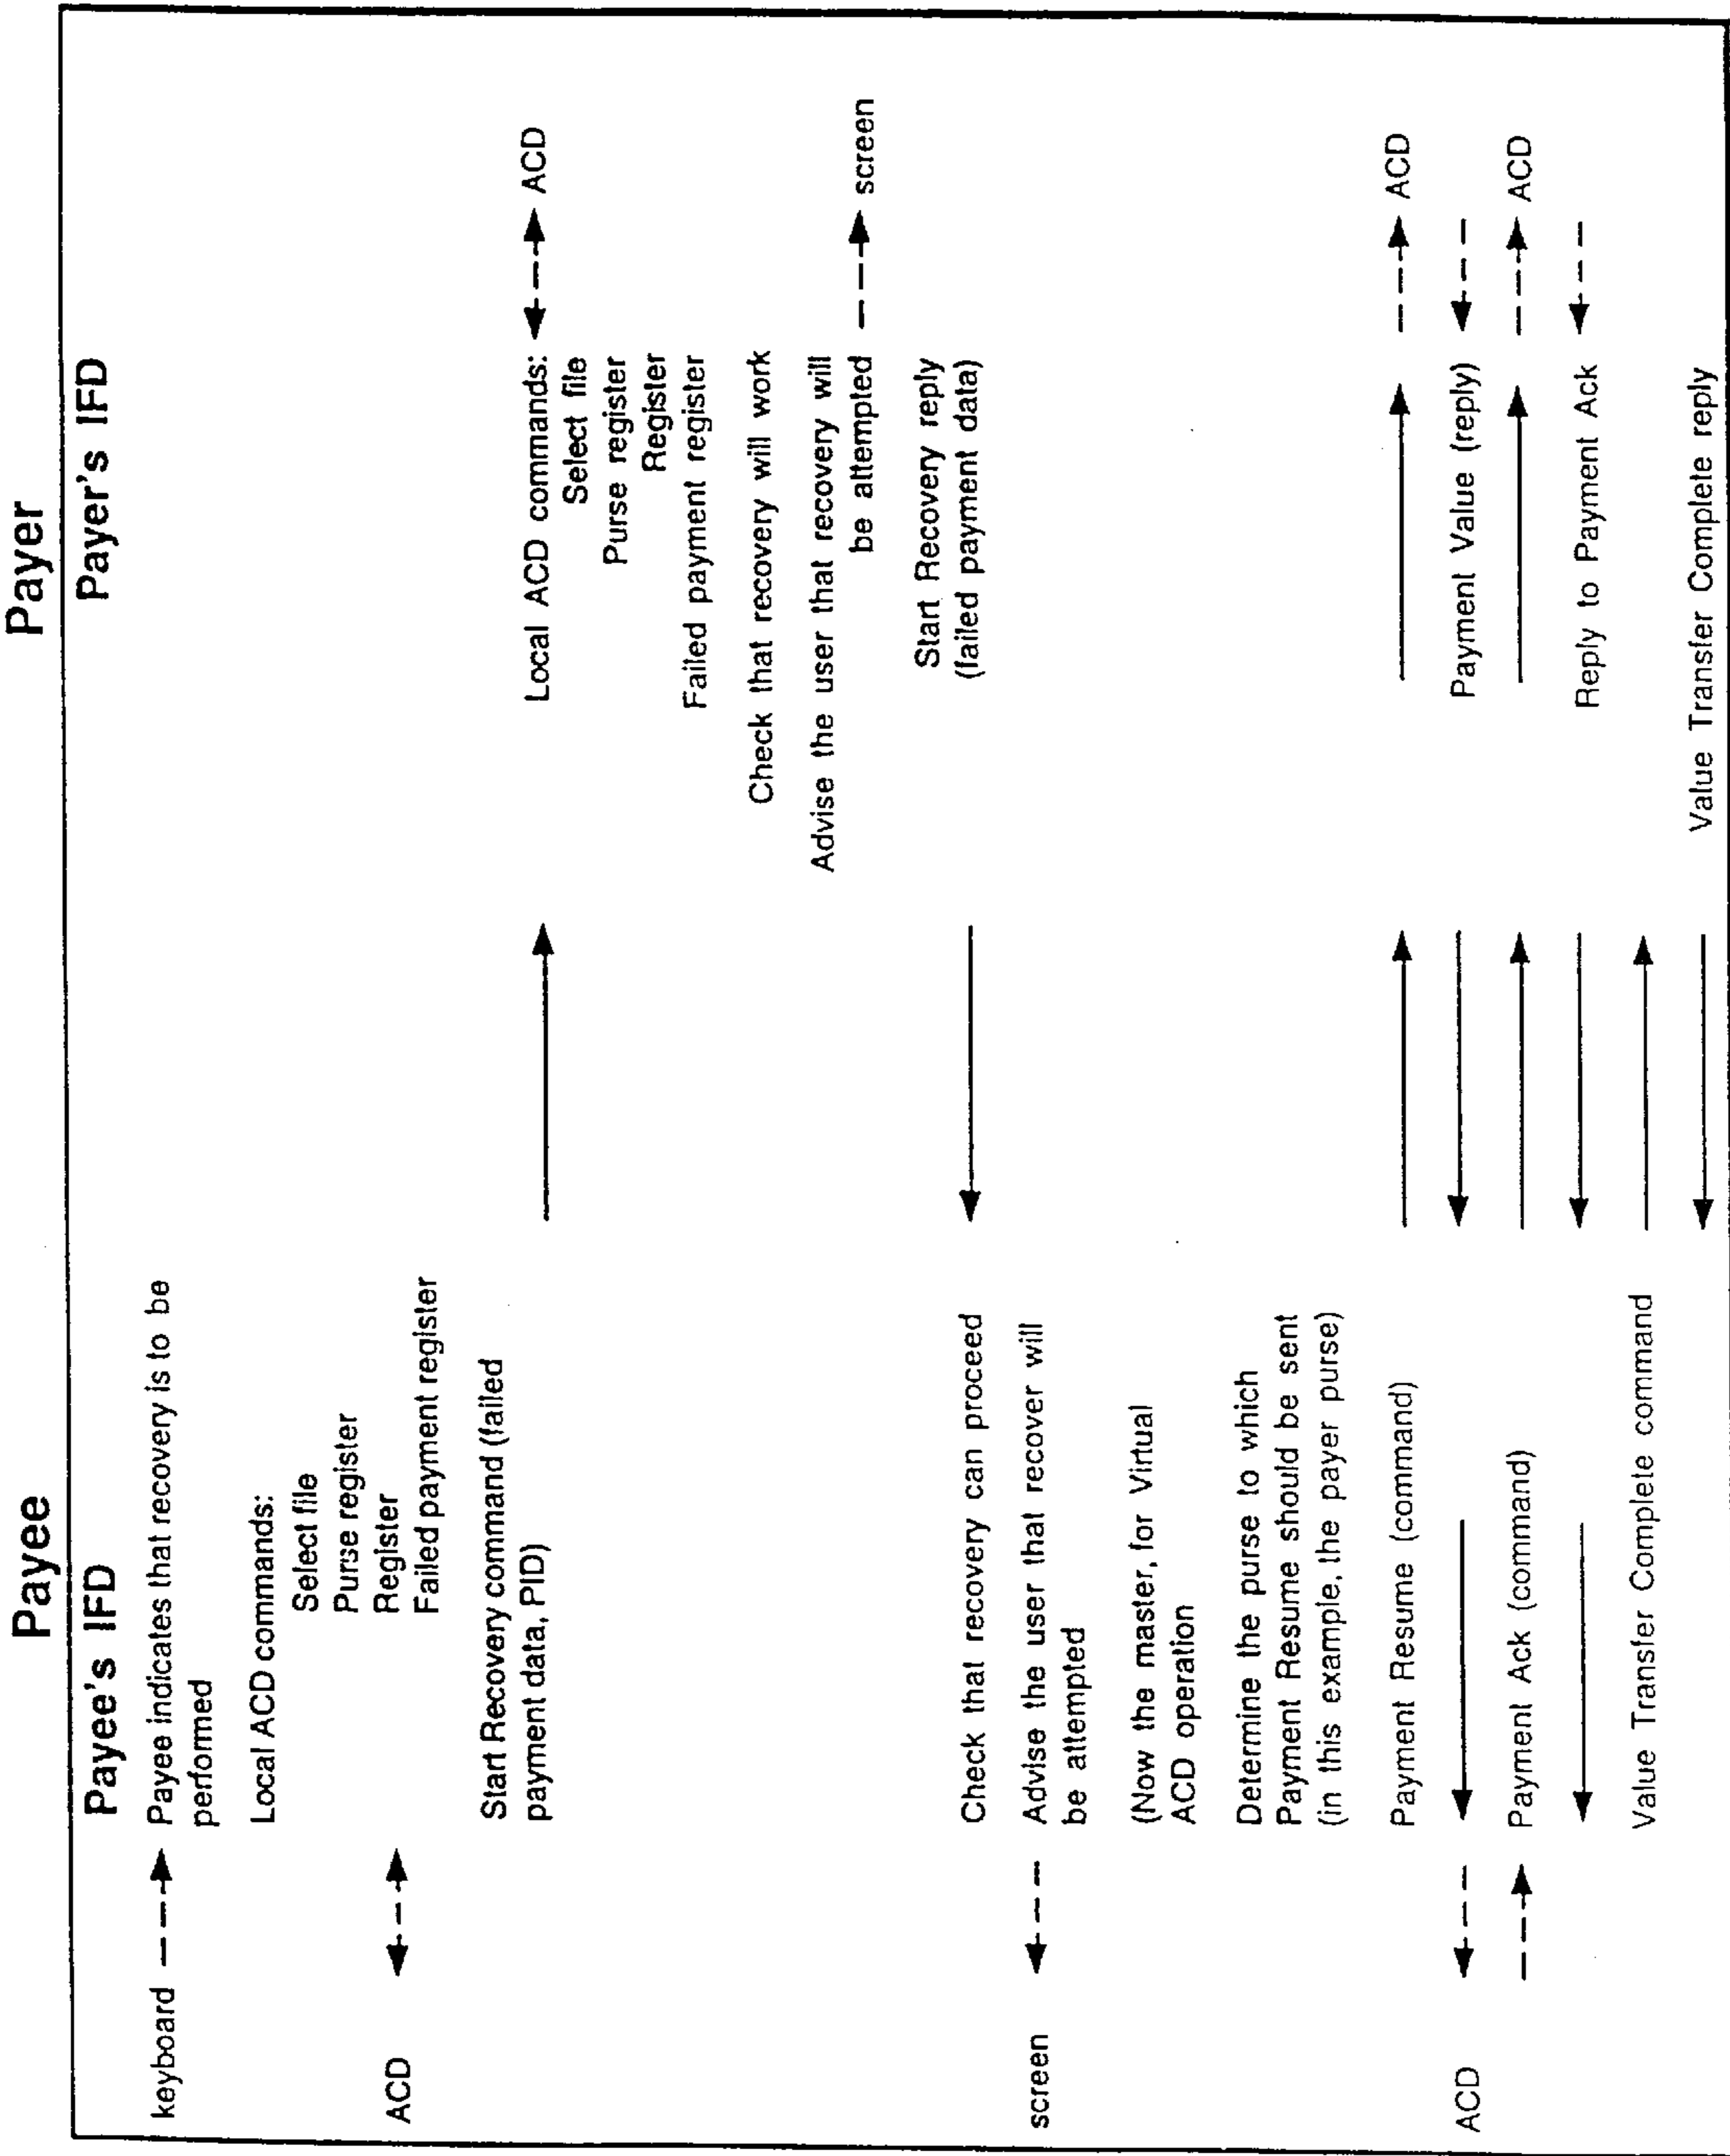 Payee
Payer
Payee's IFD
Payer's IFD
keyboard
Payee indicates that recovery is to be
performed
Local ACD commands:
Select file
Purse register
ACD
Register
Failed payment register
Start Recovery command (failed
payment data, PID)
Local ACD commands:
ACD
Select file
Purse register
Register
Failed payment register
Check that recovery will work
Advise the user that recovery will
be attempted
screen
Start Recovery reply
(failed payment data)
Check that recovery can proceed
screen
Advise the user that recover will
be attempted
(Now the master, for Virtual
ACD operation
Determine the purse to which
Payment Resume should be sent
(in this example, the payer purse)
Payment Resume (command)
ACD
ACD
Payment Value (reply)
Payment Ack (command)
ACD
Reply to Payment Ack
Value Transfer Complete command
Value Transfer Complete reply